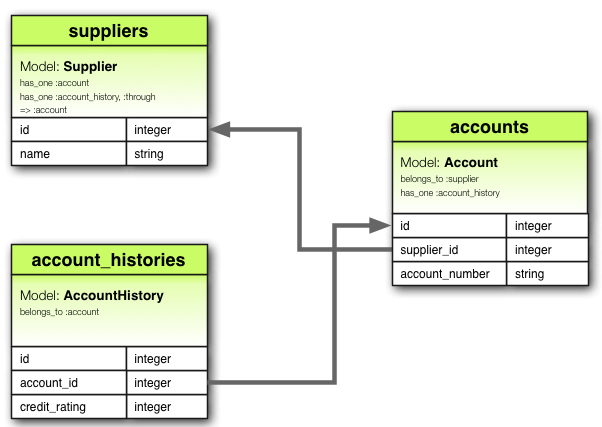 suppliers
Model: Supplier
has_one :account
has_one :account_history, :through
=> :account
id integer
name string
accounts
Model: Account
belongs_to :supplier
has_one :account_history
id integer
supplier_id integer
account_number string
account_histories
Model: AccountHistory
belongs_to :account
id integer
account_id integer
credit_rating integer